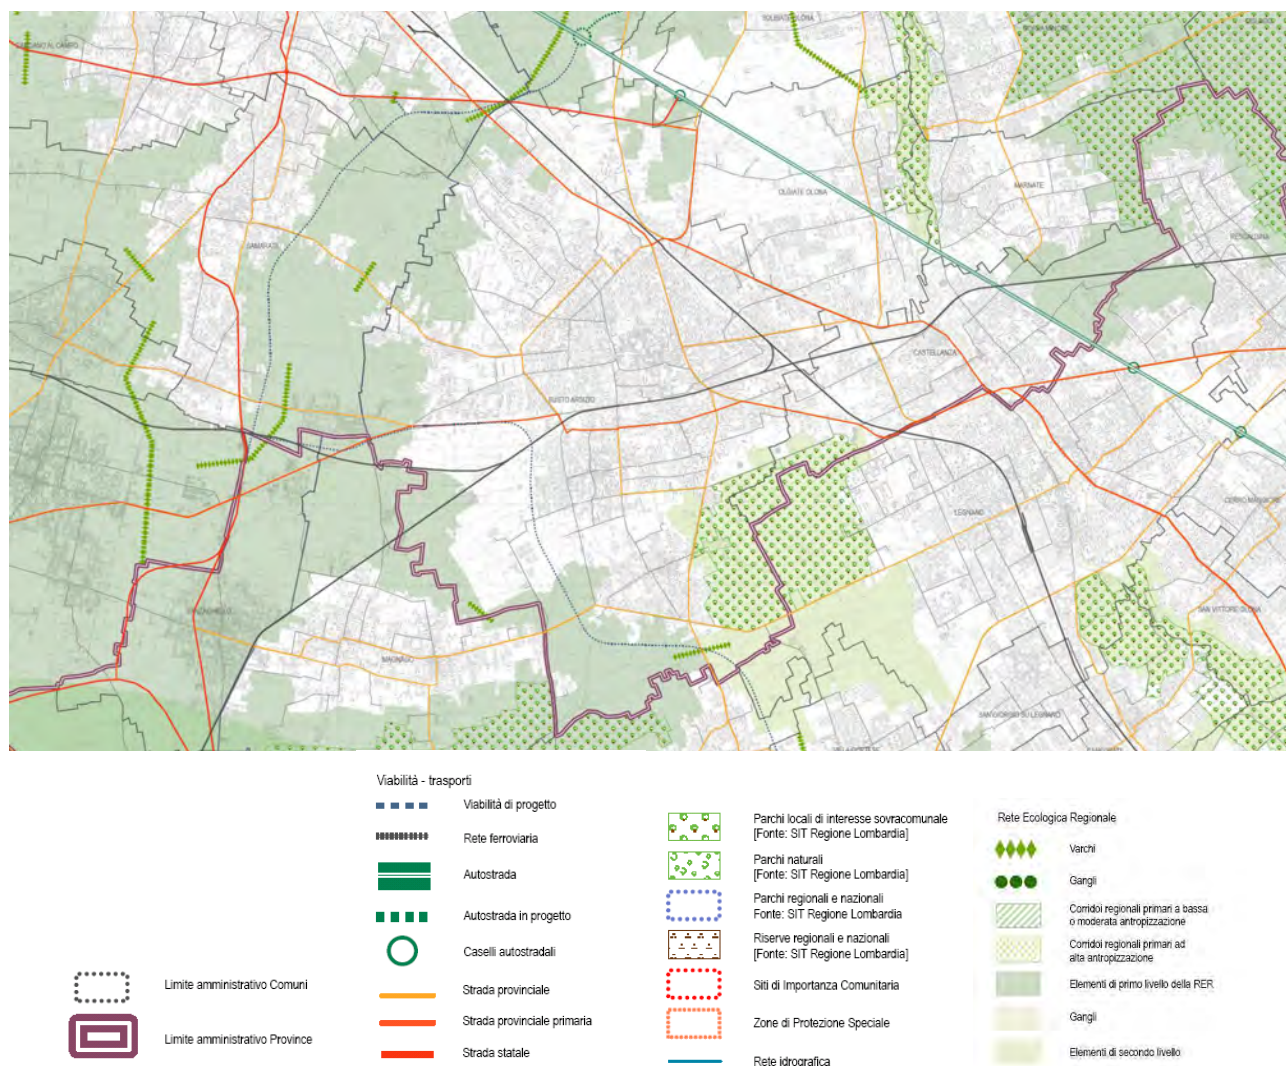 OLGIATE OLONA
MARNATE
SAMARATE
CASTELLANZA
BUSTO ARSIZIO
LEGNANO
CERRO MAGGIORE
SAN VITTORE OLONA
MAGNAGO
SAN GIORGIO SU LEGNANO
Viabilità - trasporti
Viabilità di progetto
Rete ferroviaria
Autostrada
Autostrada in progetto
Caselli autostradali
Strada provinciale
Strada provinciale primaria
Strada statale
Limite amministrativo Comuni
Limite amministrativo Province
Parchi locali di interesse sovracomunale
[Fonte: SIT Regione Lombardia]
Parchi naturali
[Fonte: SIT Regione Lombardia]
Parchi regionali e nazionali
Fonte: SIT Regione Lombardia
Riserve regionali e nazionali
[Fonte: SIT Regione Lombardia]
Siti di Importanza Comunitaria
Zone di Protezione Speciale
Rete idrografica
Rete Ecologica Regionale
Varchi
Gangli
Corridoi regionali primari a bassa
o moderata antropizzazione
Corridoi regionali primari ad
alta antropizzazione
Elementi di primo livello della RER
Gangli
Elementi di secondo livello